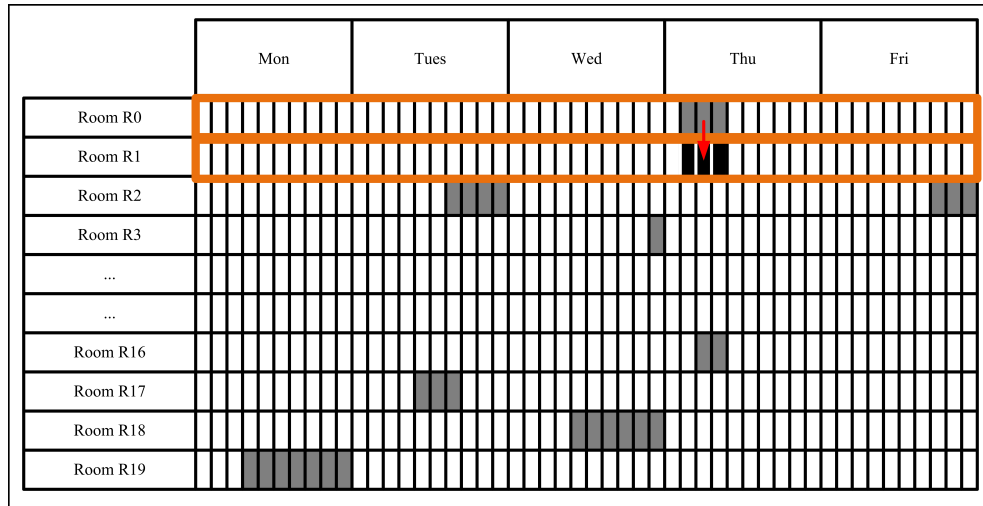 Mon Tues Wed Thu Fri
Room R0
Room R1
Room R2
Room R3
...
...
Room R16
Room R17
Room R18
Room R19